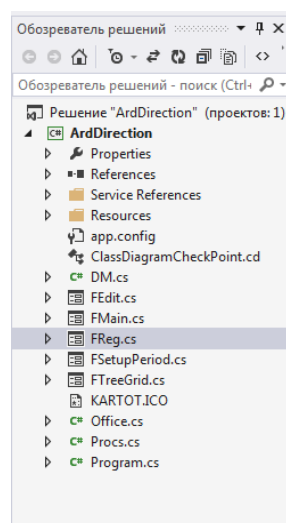 Обозреватель решений
Обозреватель решений - поиск (Ctrl+
Решение "ArdDirection" (проектов: 1)
C# ArdDirection
Properties
References
Service References
Resources
app.config
ClassDiagramCheckPoint.cd
C# DM.cs
FEdit.cs
FMain.cs
FReg.cs
FSetupPeriod.cs
FTreeGrid.cs
KARTOT.ICO
C# Office.cs
C# Procs.cs
C# Program.cs